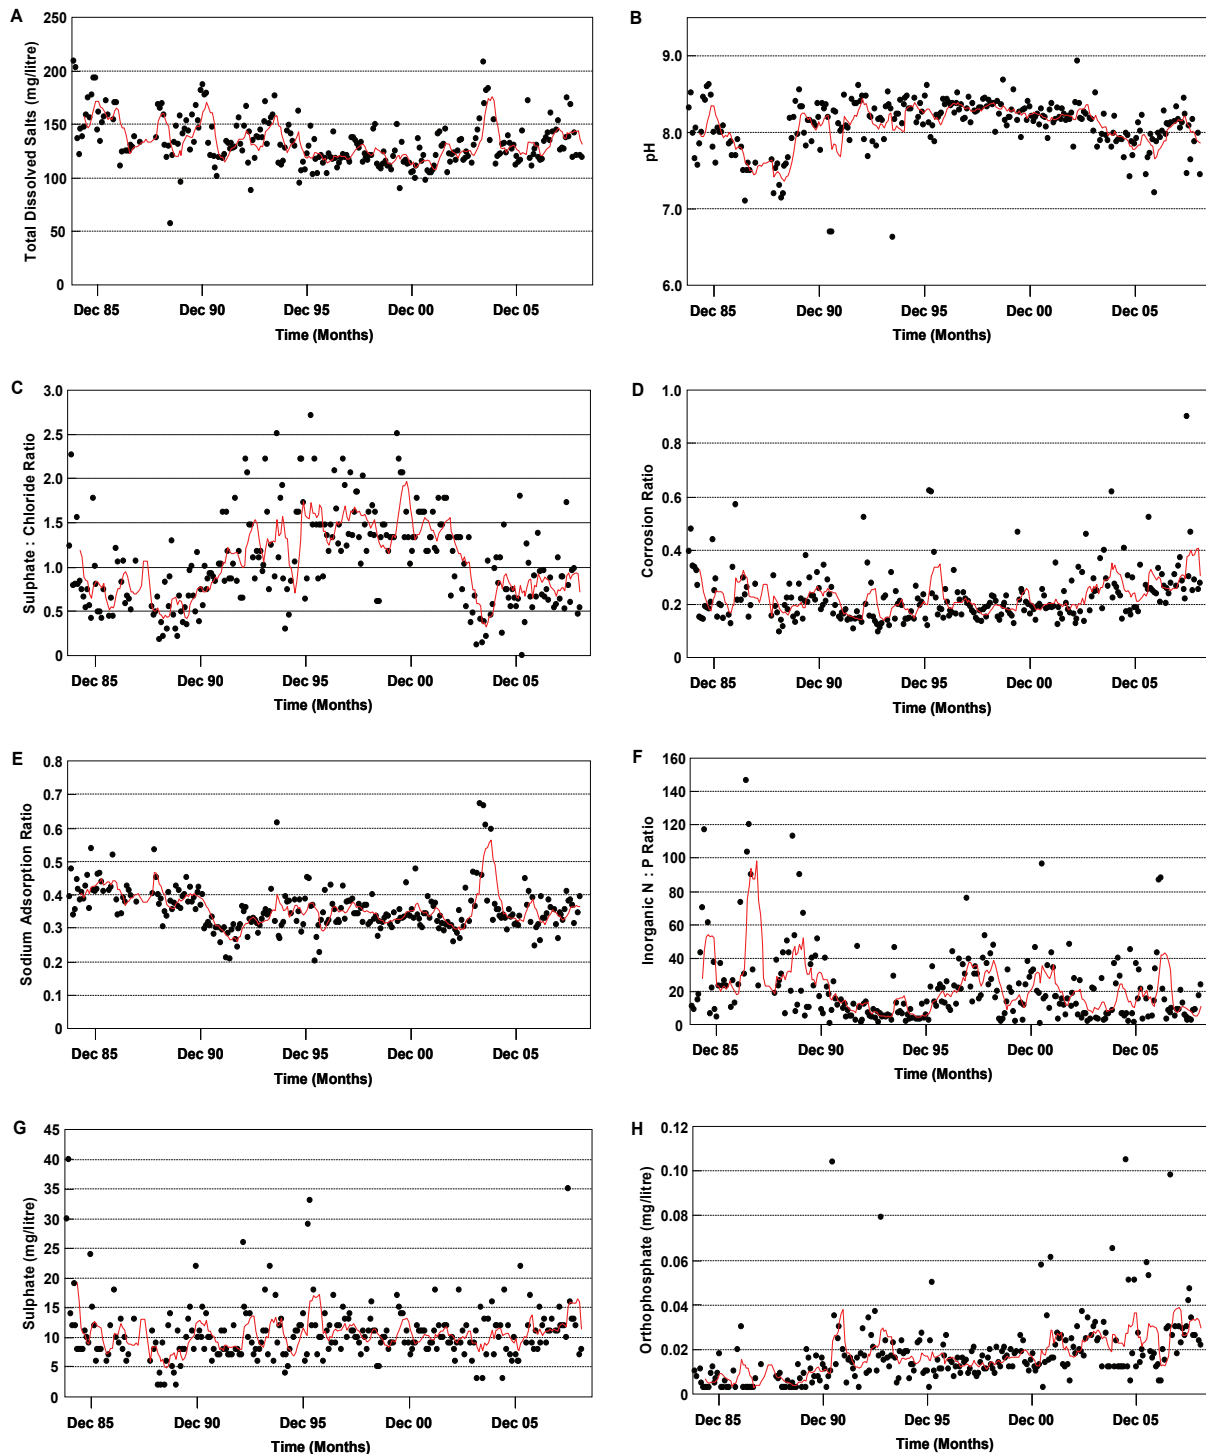 A
Total Dissolved Salts (mg/litre)
250
200
150
100
50
0
Dec 85 Dec 90 Dec 95 Dec 00 Dec 05
Time (Months)
B
pH
9.0
8.0
7.0
6.0
Dec 85 Dec 90 Dec 95 Dec 00 Dec 05
Time (Months)
C
Sulphate : Chloride Ratio
3.0
2.5
2.0
1.5
1.0
0.5
0
Dec 85 Dec 90 Dec 95 Dec 00 Dec 05
Time (Months)
D
Corrosion Ratio
1.0
0.8
0.6
0.4
0.2
0
Dec 85 Dec 90 Dec 95 Dec 00 Dec 05
Time (Months)
E
Sodium Adsorption Ratio
0.8
0.7
0.6
0.5
0.4
0.3
0.2
0.1
0
Dec 85 Dec 90 Dec 95 Dec 00 Dec 05
Time (Months)
F
Inorganic N : P Ratio
160
140
120
100
80
60
40
20
0
Dec 85 Dec 90 Dec 95 Dec 00 Dec 05
Time (Months)
G
Sulphate (mg/litre)
45
40
35
30
25
20
15
10
5
0
Dec 85 Dec 90 Dec 95 Dec 00 Dec 05
Time (Months)
H
Orthophosphate (mg/litre)
0.12
0.10
0.08
0.06
0.04
0.02
0
Dec 85 Dec 90 Dec 95 Dec 00 Dec 05
Time (Months)